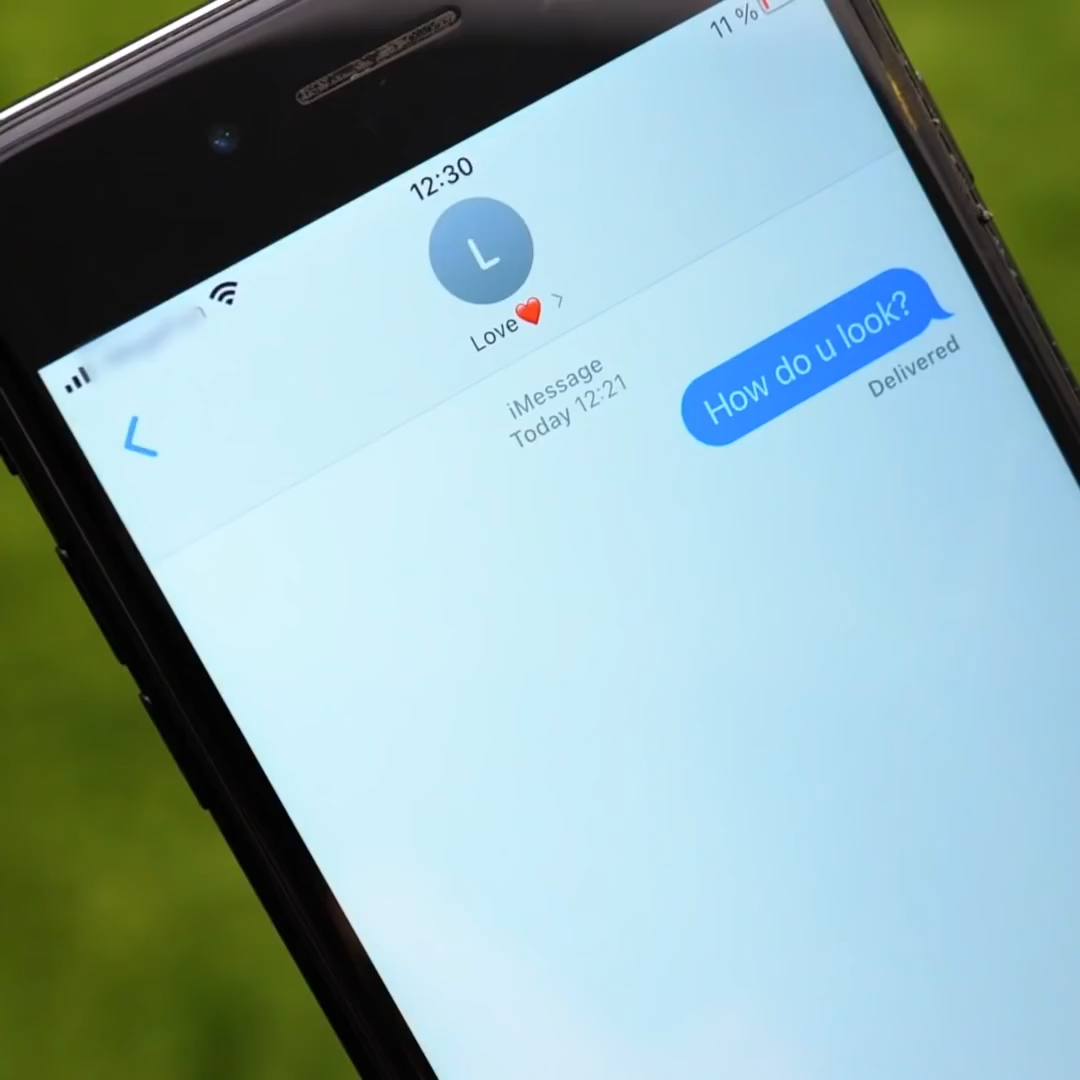 11 %
12:30
L
Love❤️ >
iMessage
Today 12:21
How do u look?
Delivered